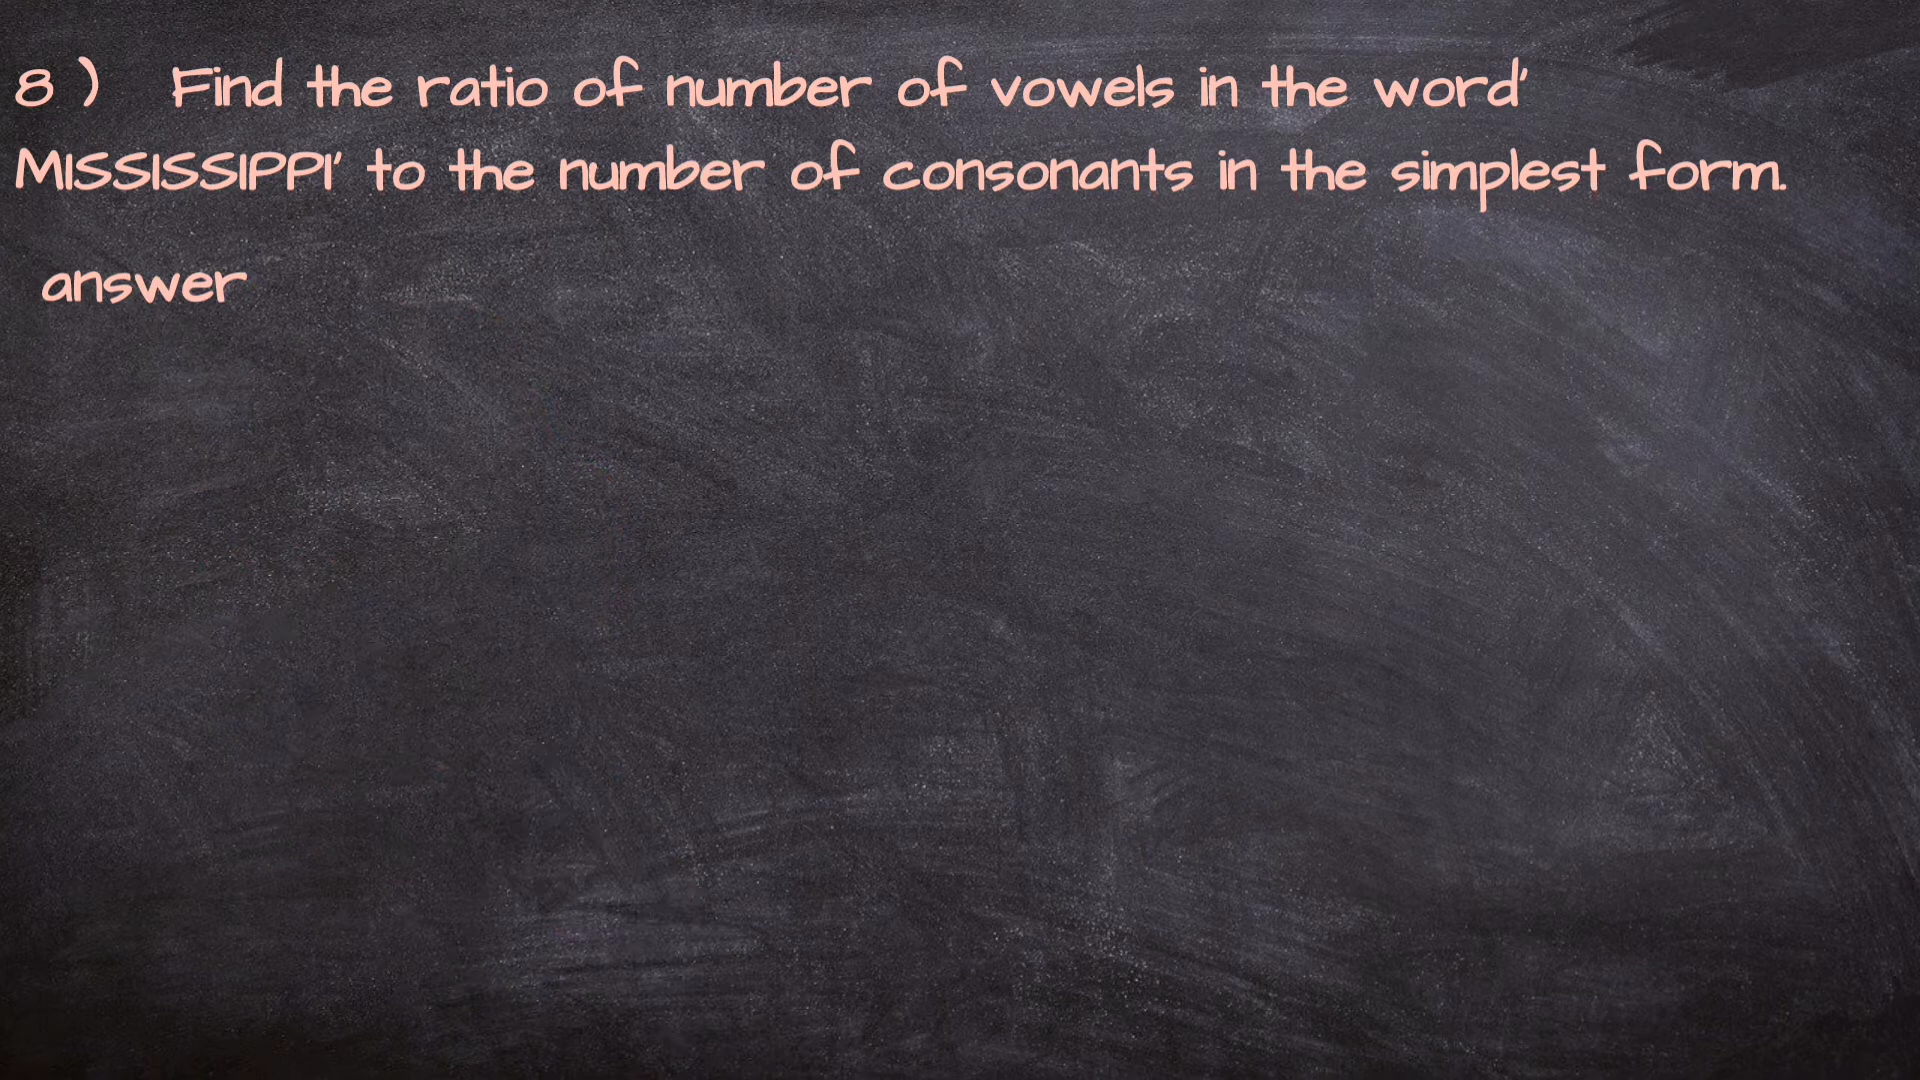 8 ) Find the ratio of number of vowels in the word'
MISSISSIPPI' to the number of consonants in the simplest form.
answer